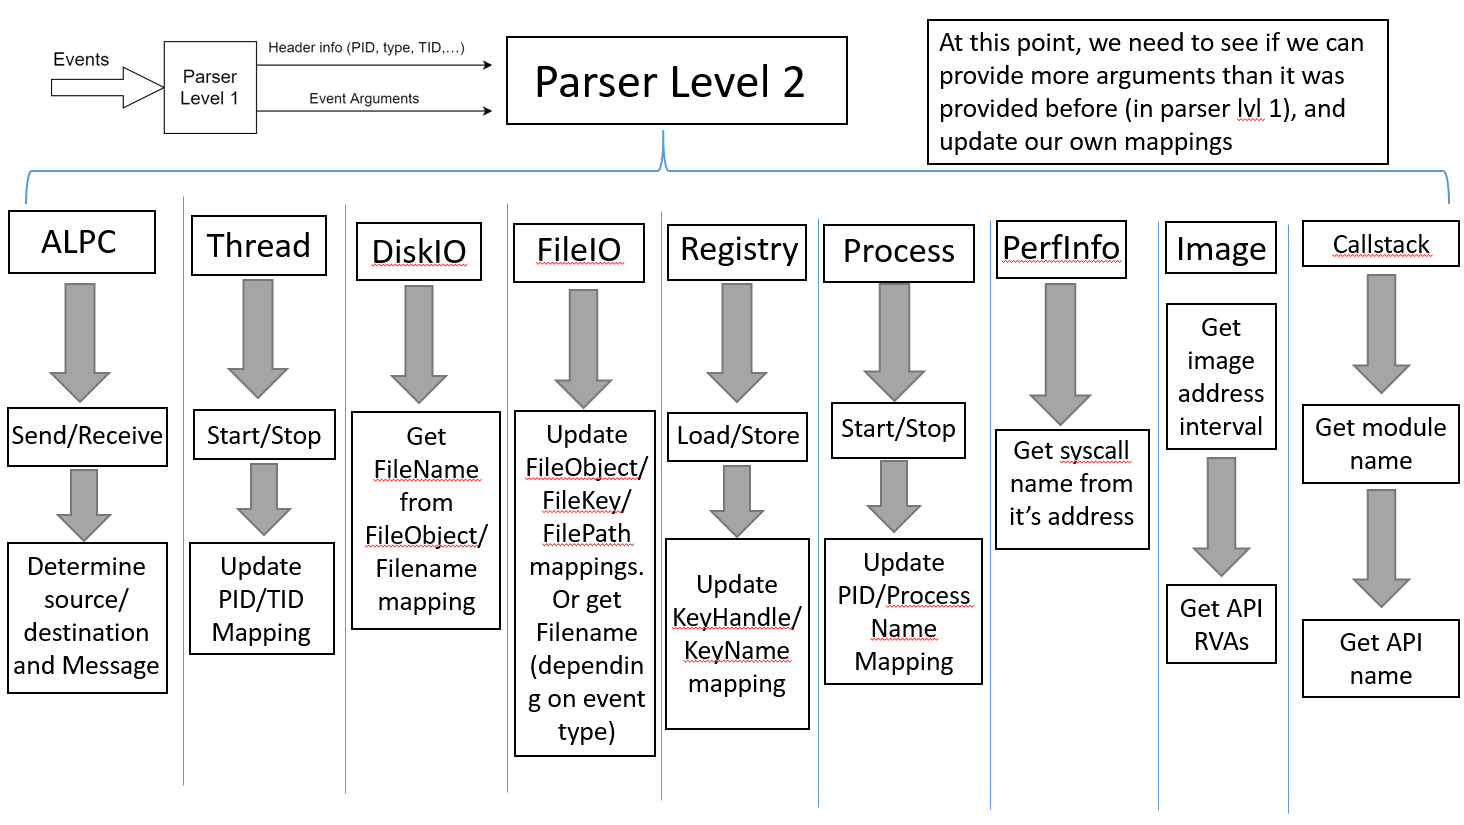 Events
Parser
Level 1
Header info (PID, type, TID,...)
Event Arguments
Parser Level 2
At this point, we need to see if we can
provide more arguments than it was
provided before (in parser lvl 1), and
update our own mappings
ALPC
Send/Receive
Determine
source/
destination
and Message
Thread
Start/Stop
Update
PID/TID
Mapping
DiskIO
Get
FileName
from
FileObject/
Filename
mapping
FileIO
Update
FileObject/
FileKey/
FilePath
mappings.
Or get
Filename
(dependin
g on event
type)
Registry
Load/Store
Update
KeyHandle/
KeyName
mapping
Process
Start/Stop
Update
PID/Process
Name
Mapping
PerfInfo
Get syscall
name from
it's address
Image
Get
image
address
interval
Get API
RVAs
Callstack
Get module
name
Get API
name